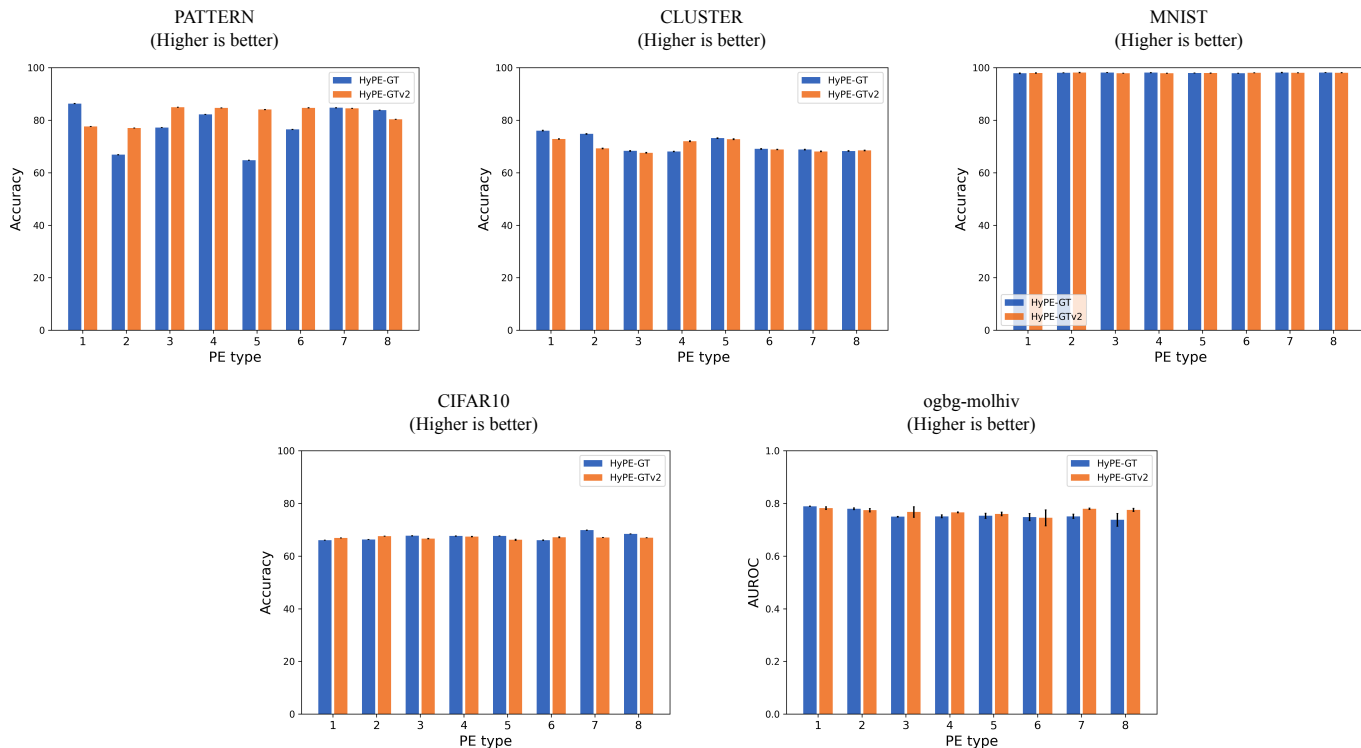 PATTERN
(Higher is better)
100
80
60
40
20
0
Accuracy
HyPE-GT
HyPE-GTv2
1 2 3 4 5 6 7 8
PE type
CLUSTER
(Higher is better)
100
80
60
40
20
0
Accuracy
HyPE-GT
HyPE-GTv2
1 2 3 4 5 6 7 8
PE type
MNIST
(Higher is better)
100
80
60
40
20
0
Accuracy
HyPE-GT
HyPE-GTv2
1 2 3 4 5 6 7 8
PE type
CIFAR10
(Higher is better)
100
80
60
40
20
0
Accuracy
HyPE-GT
HyPE-GTv2
1 2 3 4 5 6 7 8
PE type
ogbg-molhiv
(Higher is better)
1.0
0.8
0.6
0.4
0.2
0.0
AUROC
HyPE-GT
HyPE-GTv2
1 2 3 4 5 6 7 8
PE type